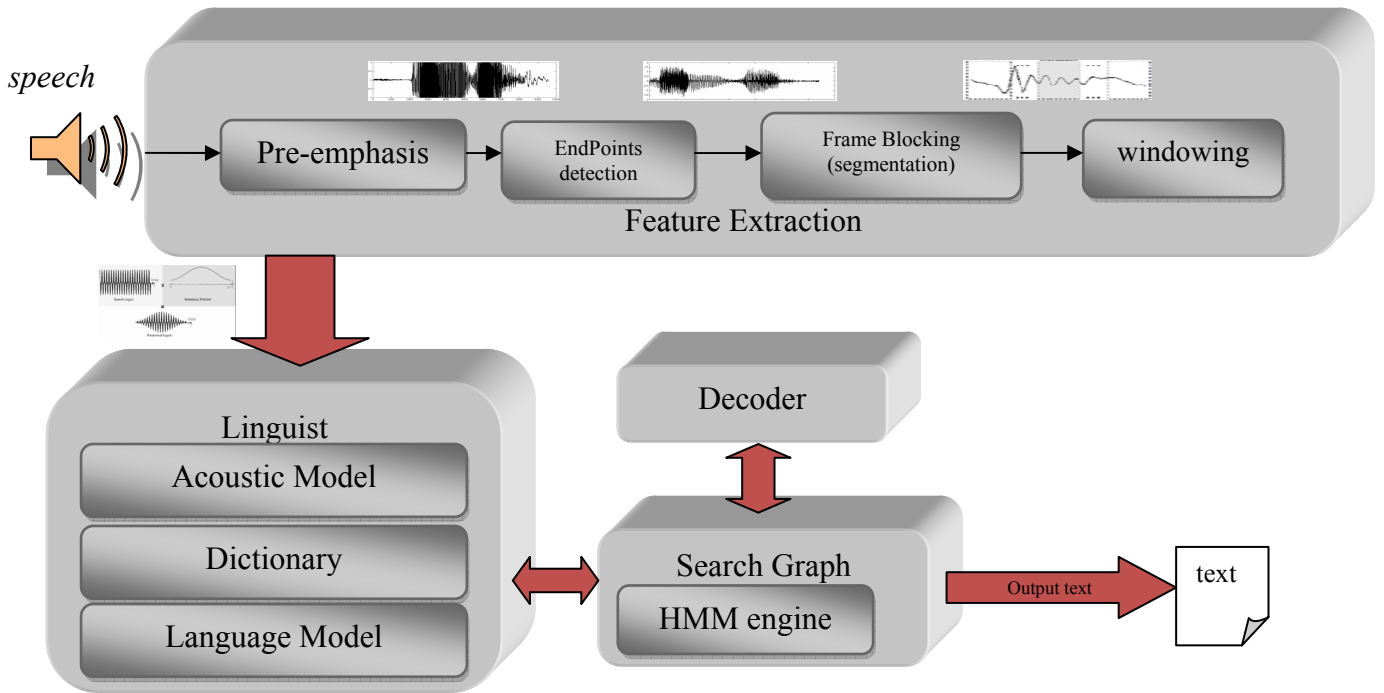 speech
Pre-emphasis
EndPoints
detection
Frame Blocking
(segmentation)
windowing
Feature Extraction
Linguist
Acoustic Model
Dictionary
Language Model
Decoder
Search Graph
HMM engine
Output text
text